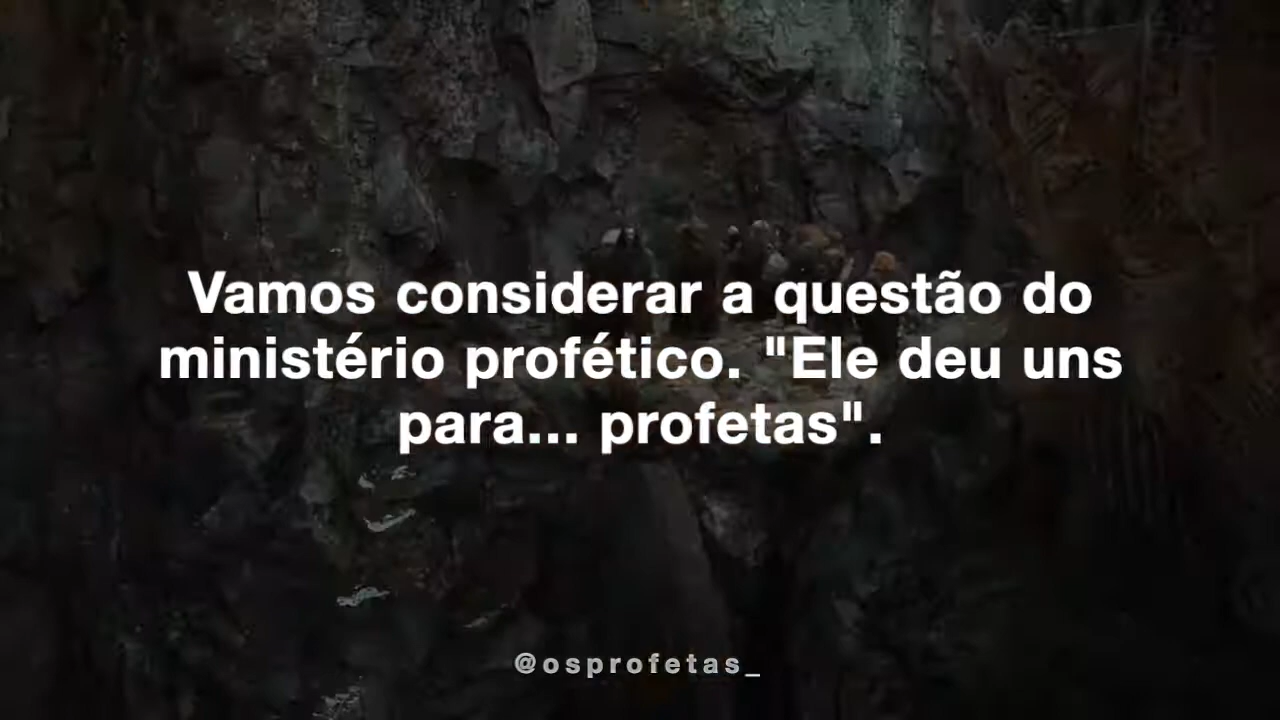 Vamos considerar a questão do
ministério profético. "Ele deu uns
para... profetas".
@osprofetas_